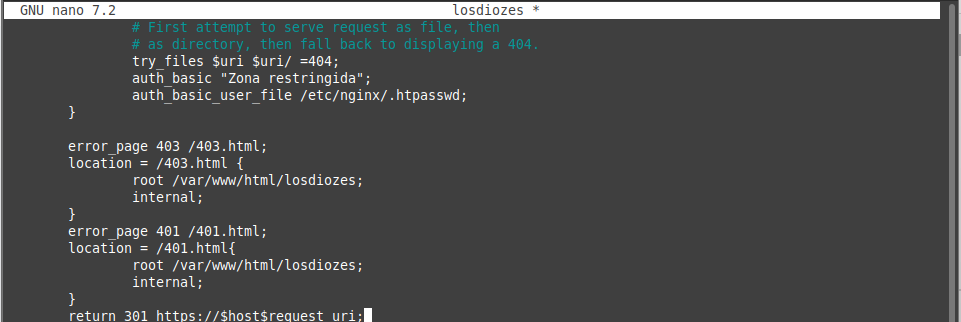 GNU nano 7.2 losdiozes *
# First attempt to serve request as file, then
# as directory, then fall back to displaying a 404.
try_files $uri $uri/ =404;
auth_basic "Zona restringida";
auth_basic_user_file /etc/nginx/.htpasswd;
}
error_page 403 /403.html;
location = /403.html {
root /var/www/html/losdiozes;
internal;
}
error_page 401 /401.html;
location = /401.html{
root /var/www/html/losdiozes;
internal;
}
return 301 https://$host$request_uri;